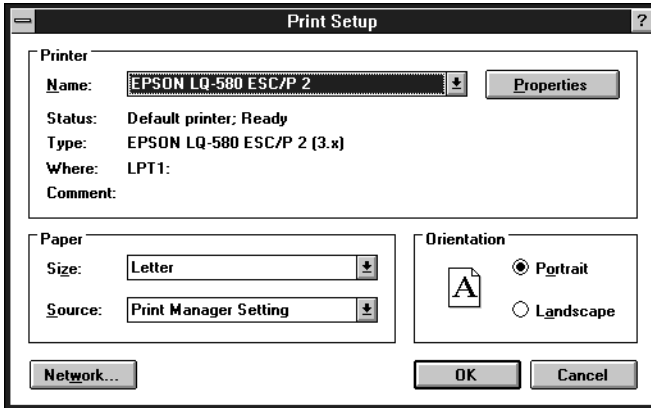 Print Setup ?
Printer
Name: EPSON LQ-580 ESC/P 2 Properties
Status: Default printer; Ready
Type: EPSON LQ-580 ESC/P 2 (3.x)
Where: LPT1:
Comment:
Paper
Size: Letter
Source: Print Manager Setting
Orientation
A
Portrait
Landscape
Network... OK Cancel